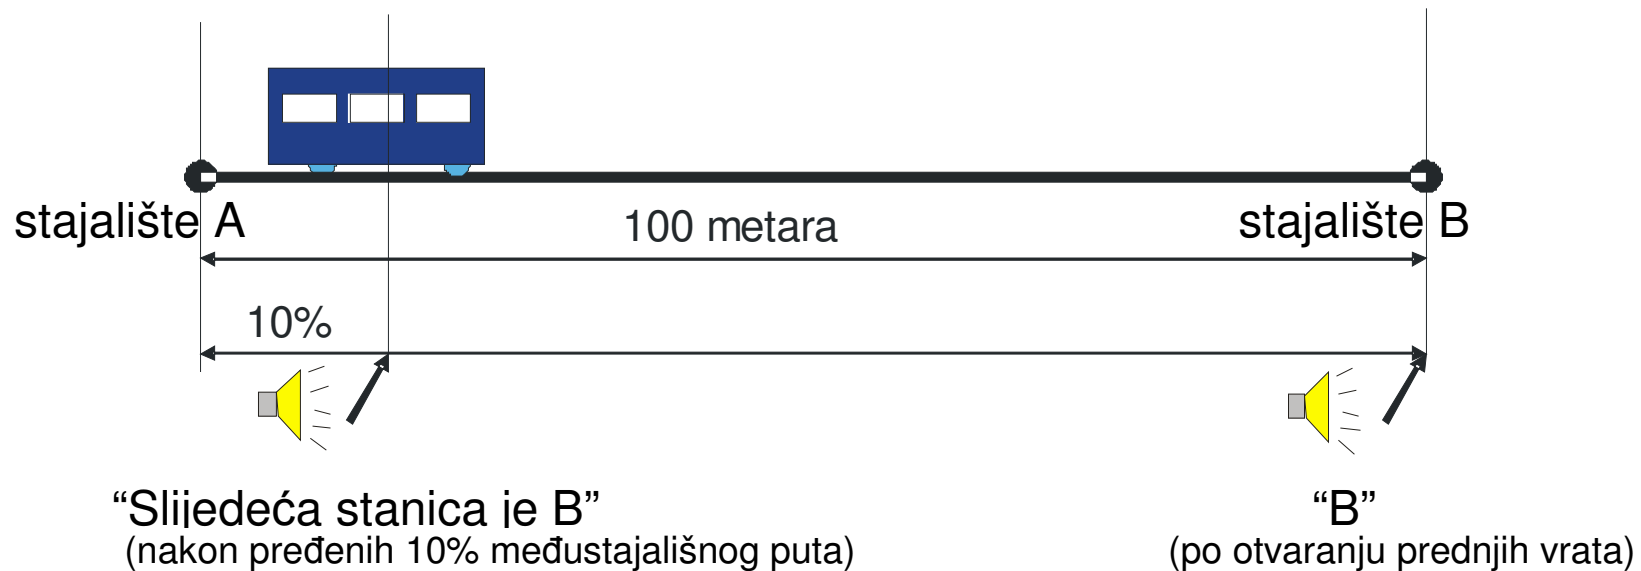 stajalište A
100 metara
stajalište B
10%
“Slijedeća stanica je B”
(nakon pređenih 10% međustajališnog puta)
“B”
(po otvaranju prednjih vrata)